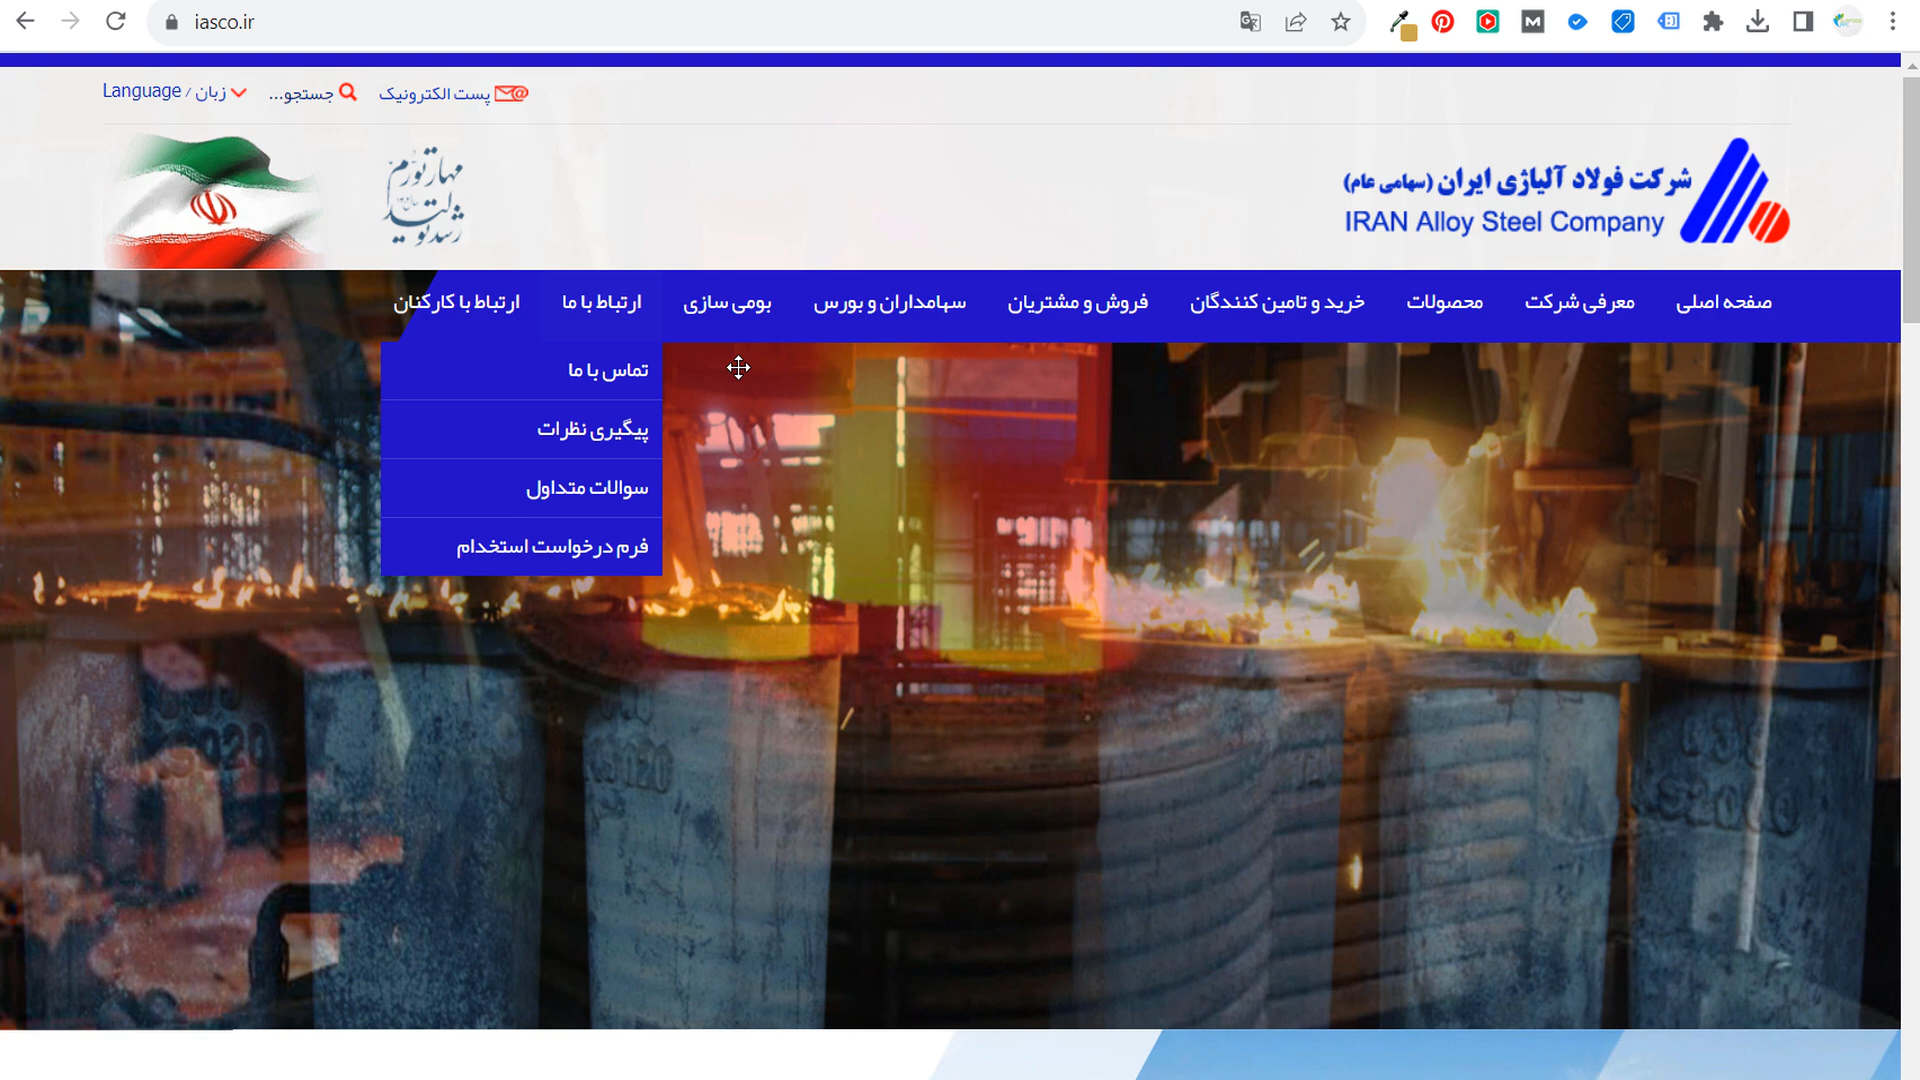 iasco.ir
پست الکترونیک
جستجو...
زبان / Language
شرکت فولاد آلیاژی ایران (سهامی عام)
IRAN Alloy Steel Company
مهار تورم
رشد تولید
صفحه اصلی
معرفی شرکت
محصولات
خرید و تامین کنندگان
فروش و مشتریان
سهامداران و بورس
بومی سازی
ارتباط با ما
ارتباط با کارکنان
تماس با ما
پیگیری نظرات
سوالات متداول
فرم درخواست استخدام